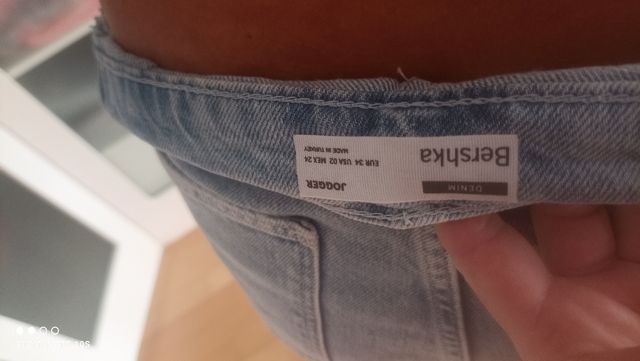 DENIM
Bershka
JOGGER
EUR 34 USA 02 MEX 24
MADE IN TURKEY